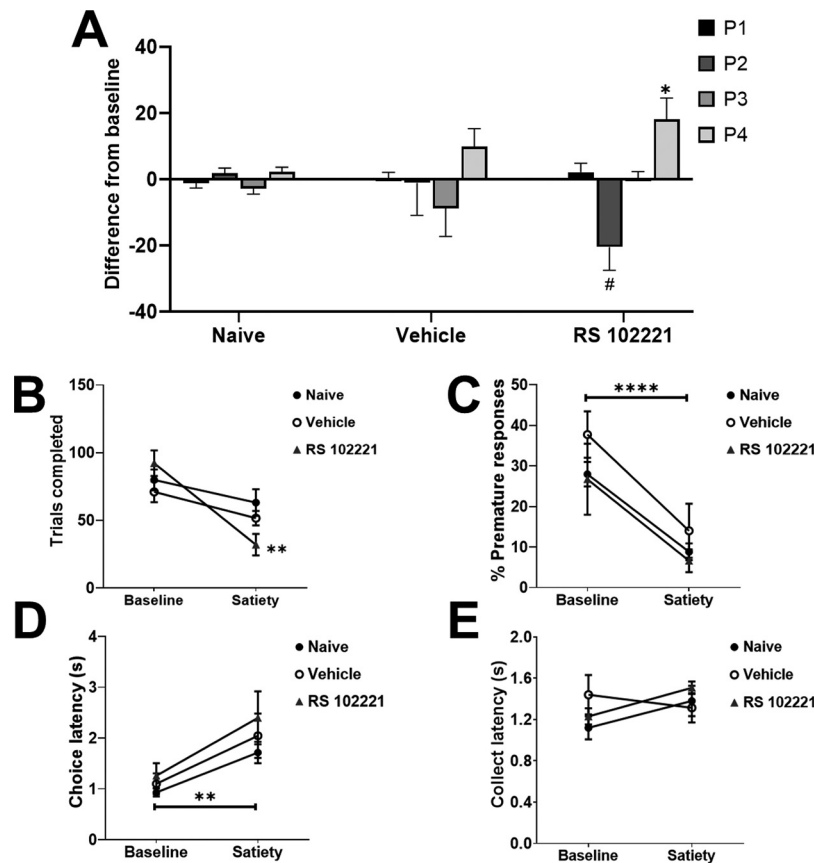 A
Difference from baseline
40
20
0
-20
-40
*
#
Naive
Vehicle
RS 102221
P1
P2
P3
P4
B
Trials completed
150
100
50
0
**
Baseline
Satiety
Naive
Vehicle
RS 102221
C
% Premature responses
50
40
30
20
10
0
****
Baseline
Satiety
Naive
Vehicle
RS 102221
D
Choice latency (s)
4
3
2
1
0
**
Baseline
Satiety
Naive
Vehicle
RS 102221
E
Collect latency (s)
2.0
1.6
1.2
0.8
0.4
0.0
Baseline
Satiety
Naive
Vehicle
RS 102221